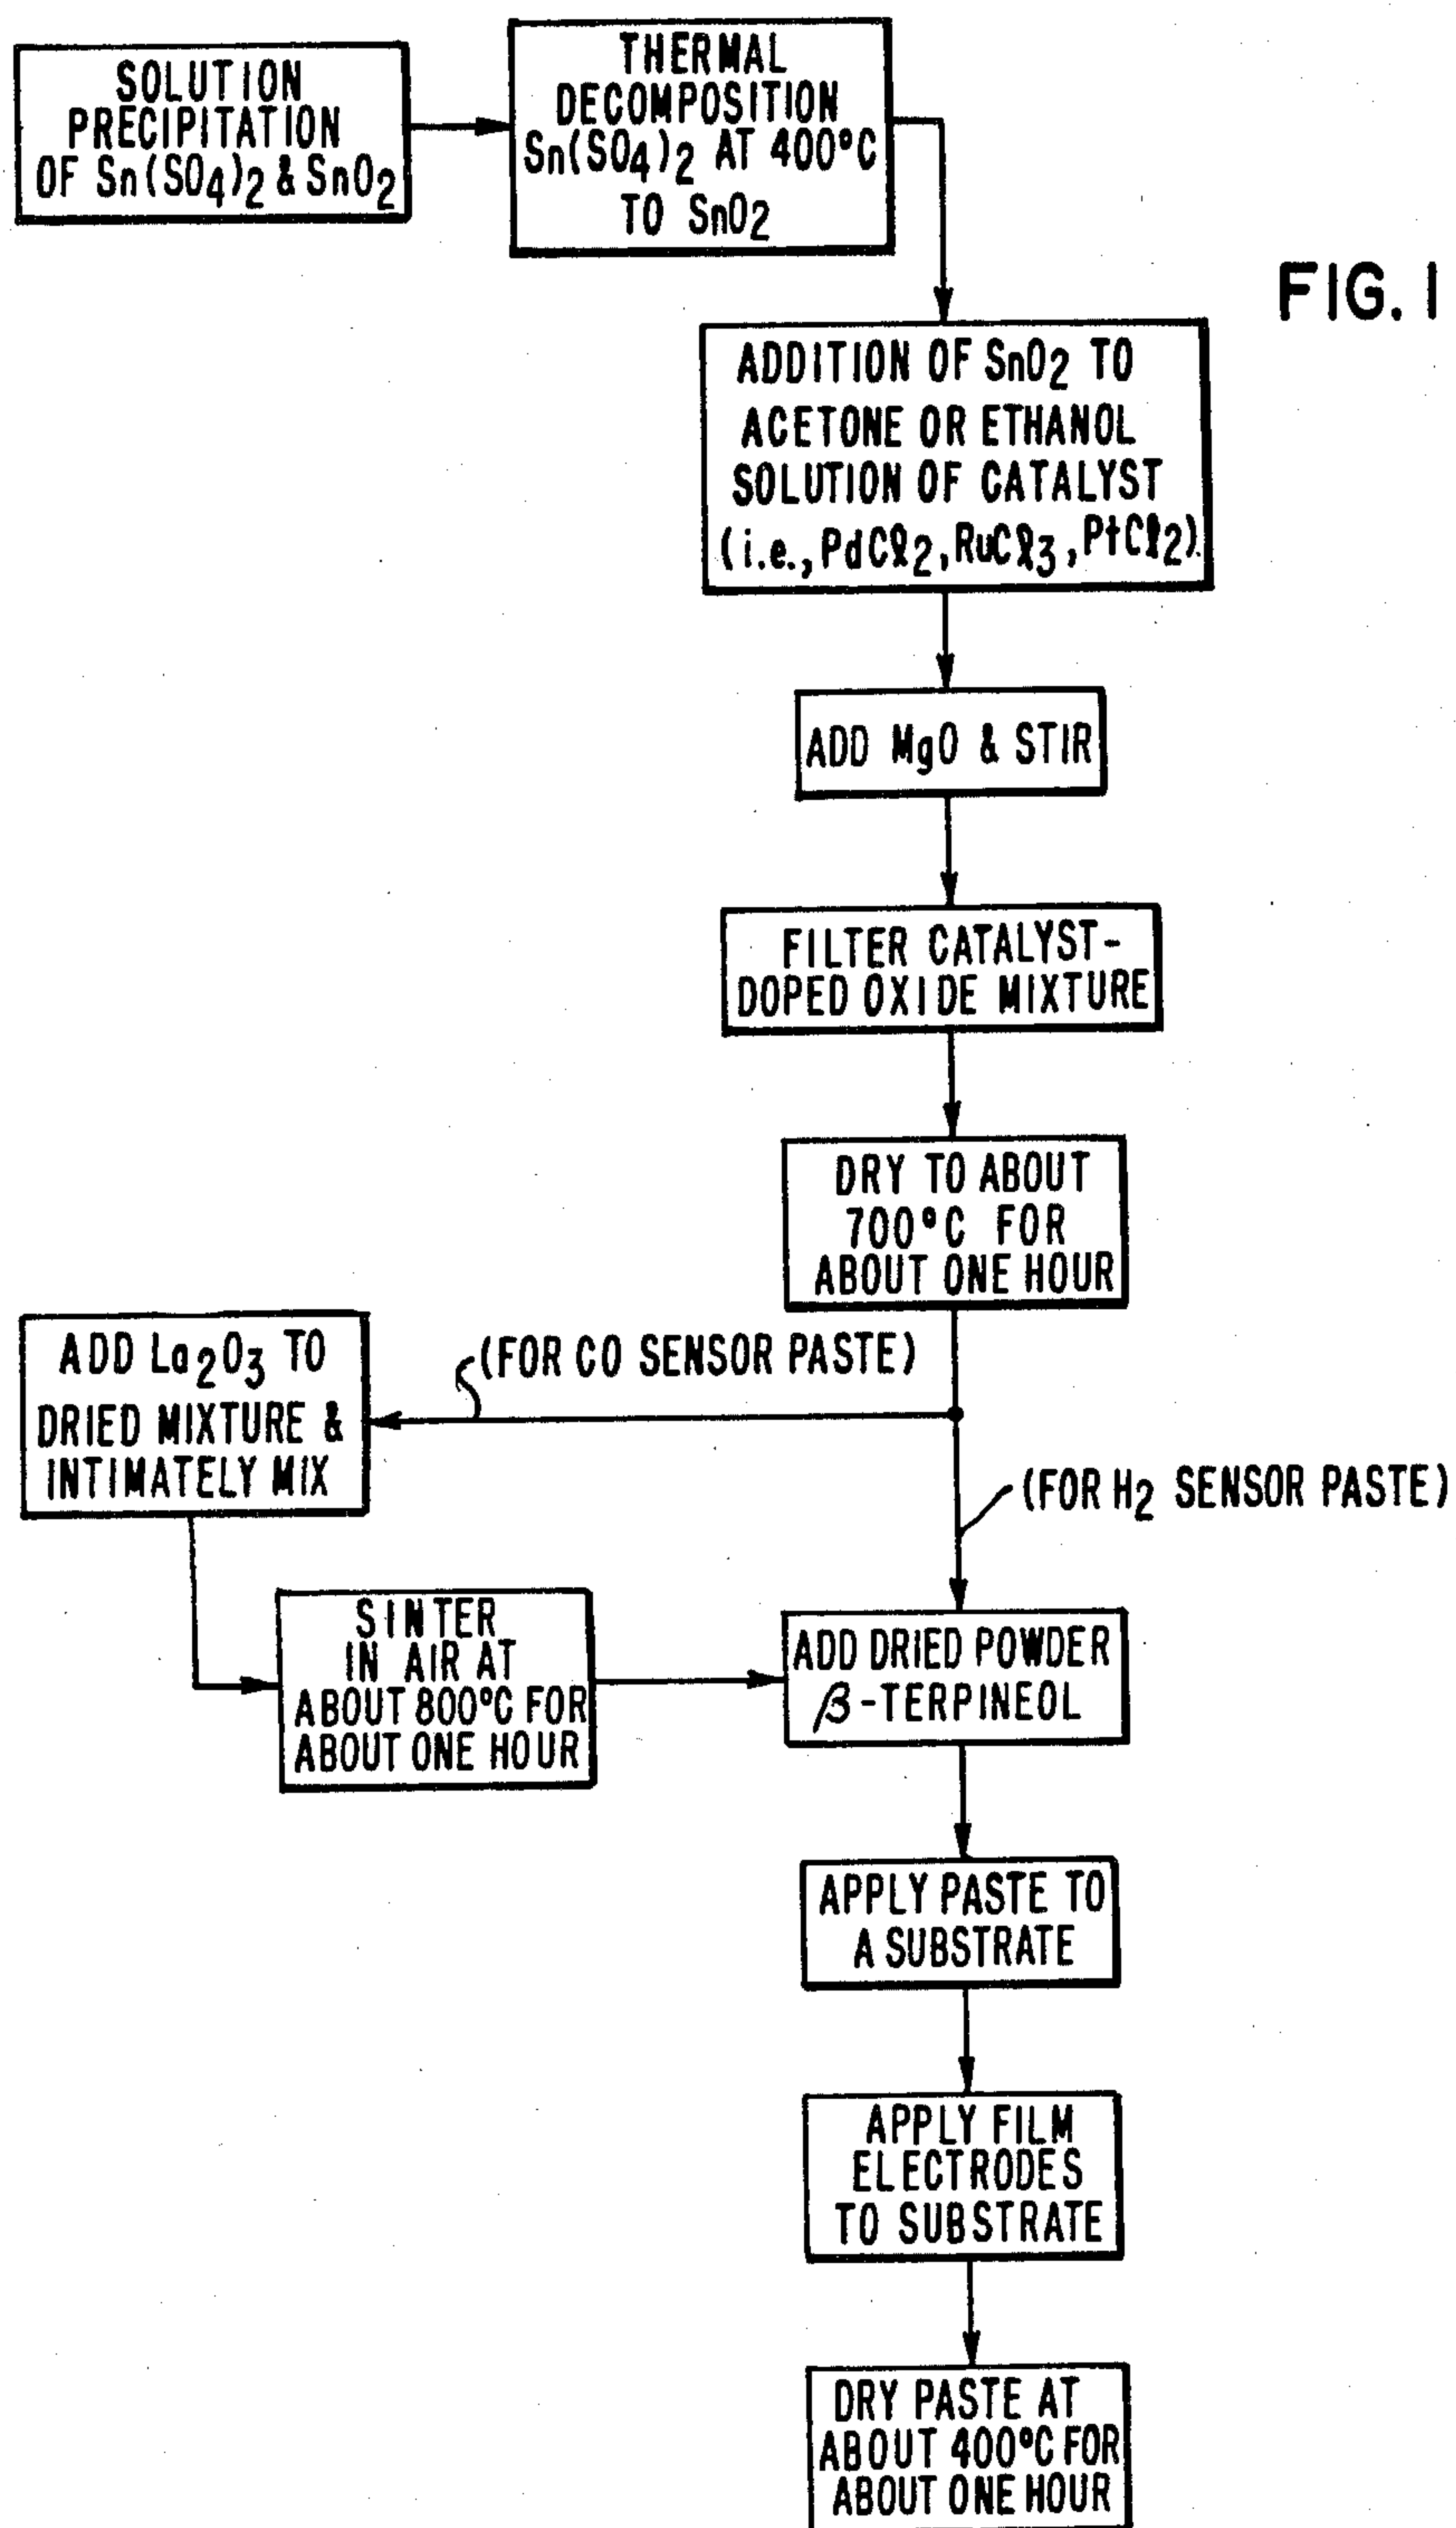 SOLUTION
PRECIPITATION
OF Sn(SO4)2 & SnO2
THERMAL
DECOMPOSITION
Sn(SO4)2 AT 400°C
TO SnO2
FIG. 1
ADDITION OF SnO2 TO
ACETONE OR ETHANOL
SOLUTION OF CATALYST
(i.e., PdCl2, RuCl3, PtCl2).
ADD MgO & STIR
FILTER CATALYST-
DOPED OXIDE MIXTURE
DRY TO ABOUT
700°C FOR
ABOUT ONE HOUR
(FOR CO SENSOR PASTE)
ADD La2O3 TO
DRIED MIXTURE &
INTIMATELY MIX
(FOR H2 SENSOR PASTE)
SINTER
IN AIR AT
ABOUT 800°C FOR
ABOUT ONE HOUR
ADD DRIED POWDER
β-TERPINEOL
APPLY PASTE TO
A SUBSTRATE
APPLY FILM
ELECTRODES
TO SUBSTRATE
DRY PASTE AT
ABOUT 400°C FOR
ABOUT ONE HOUR